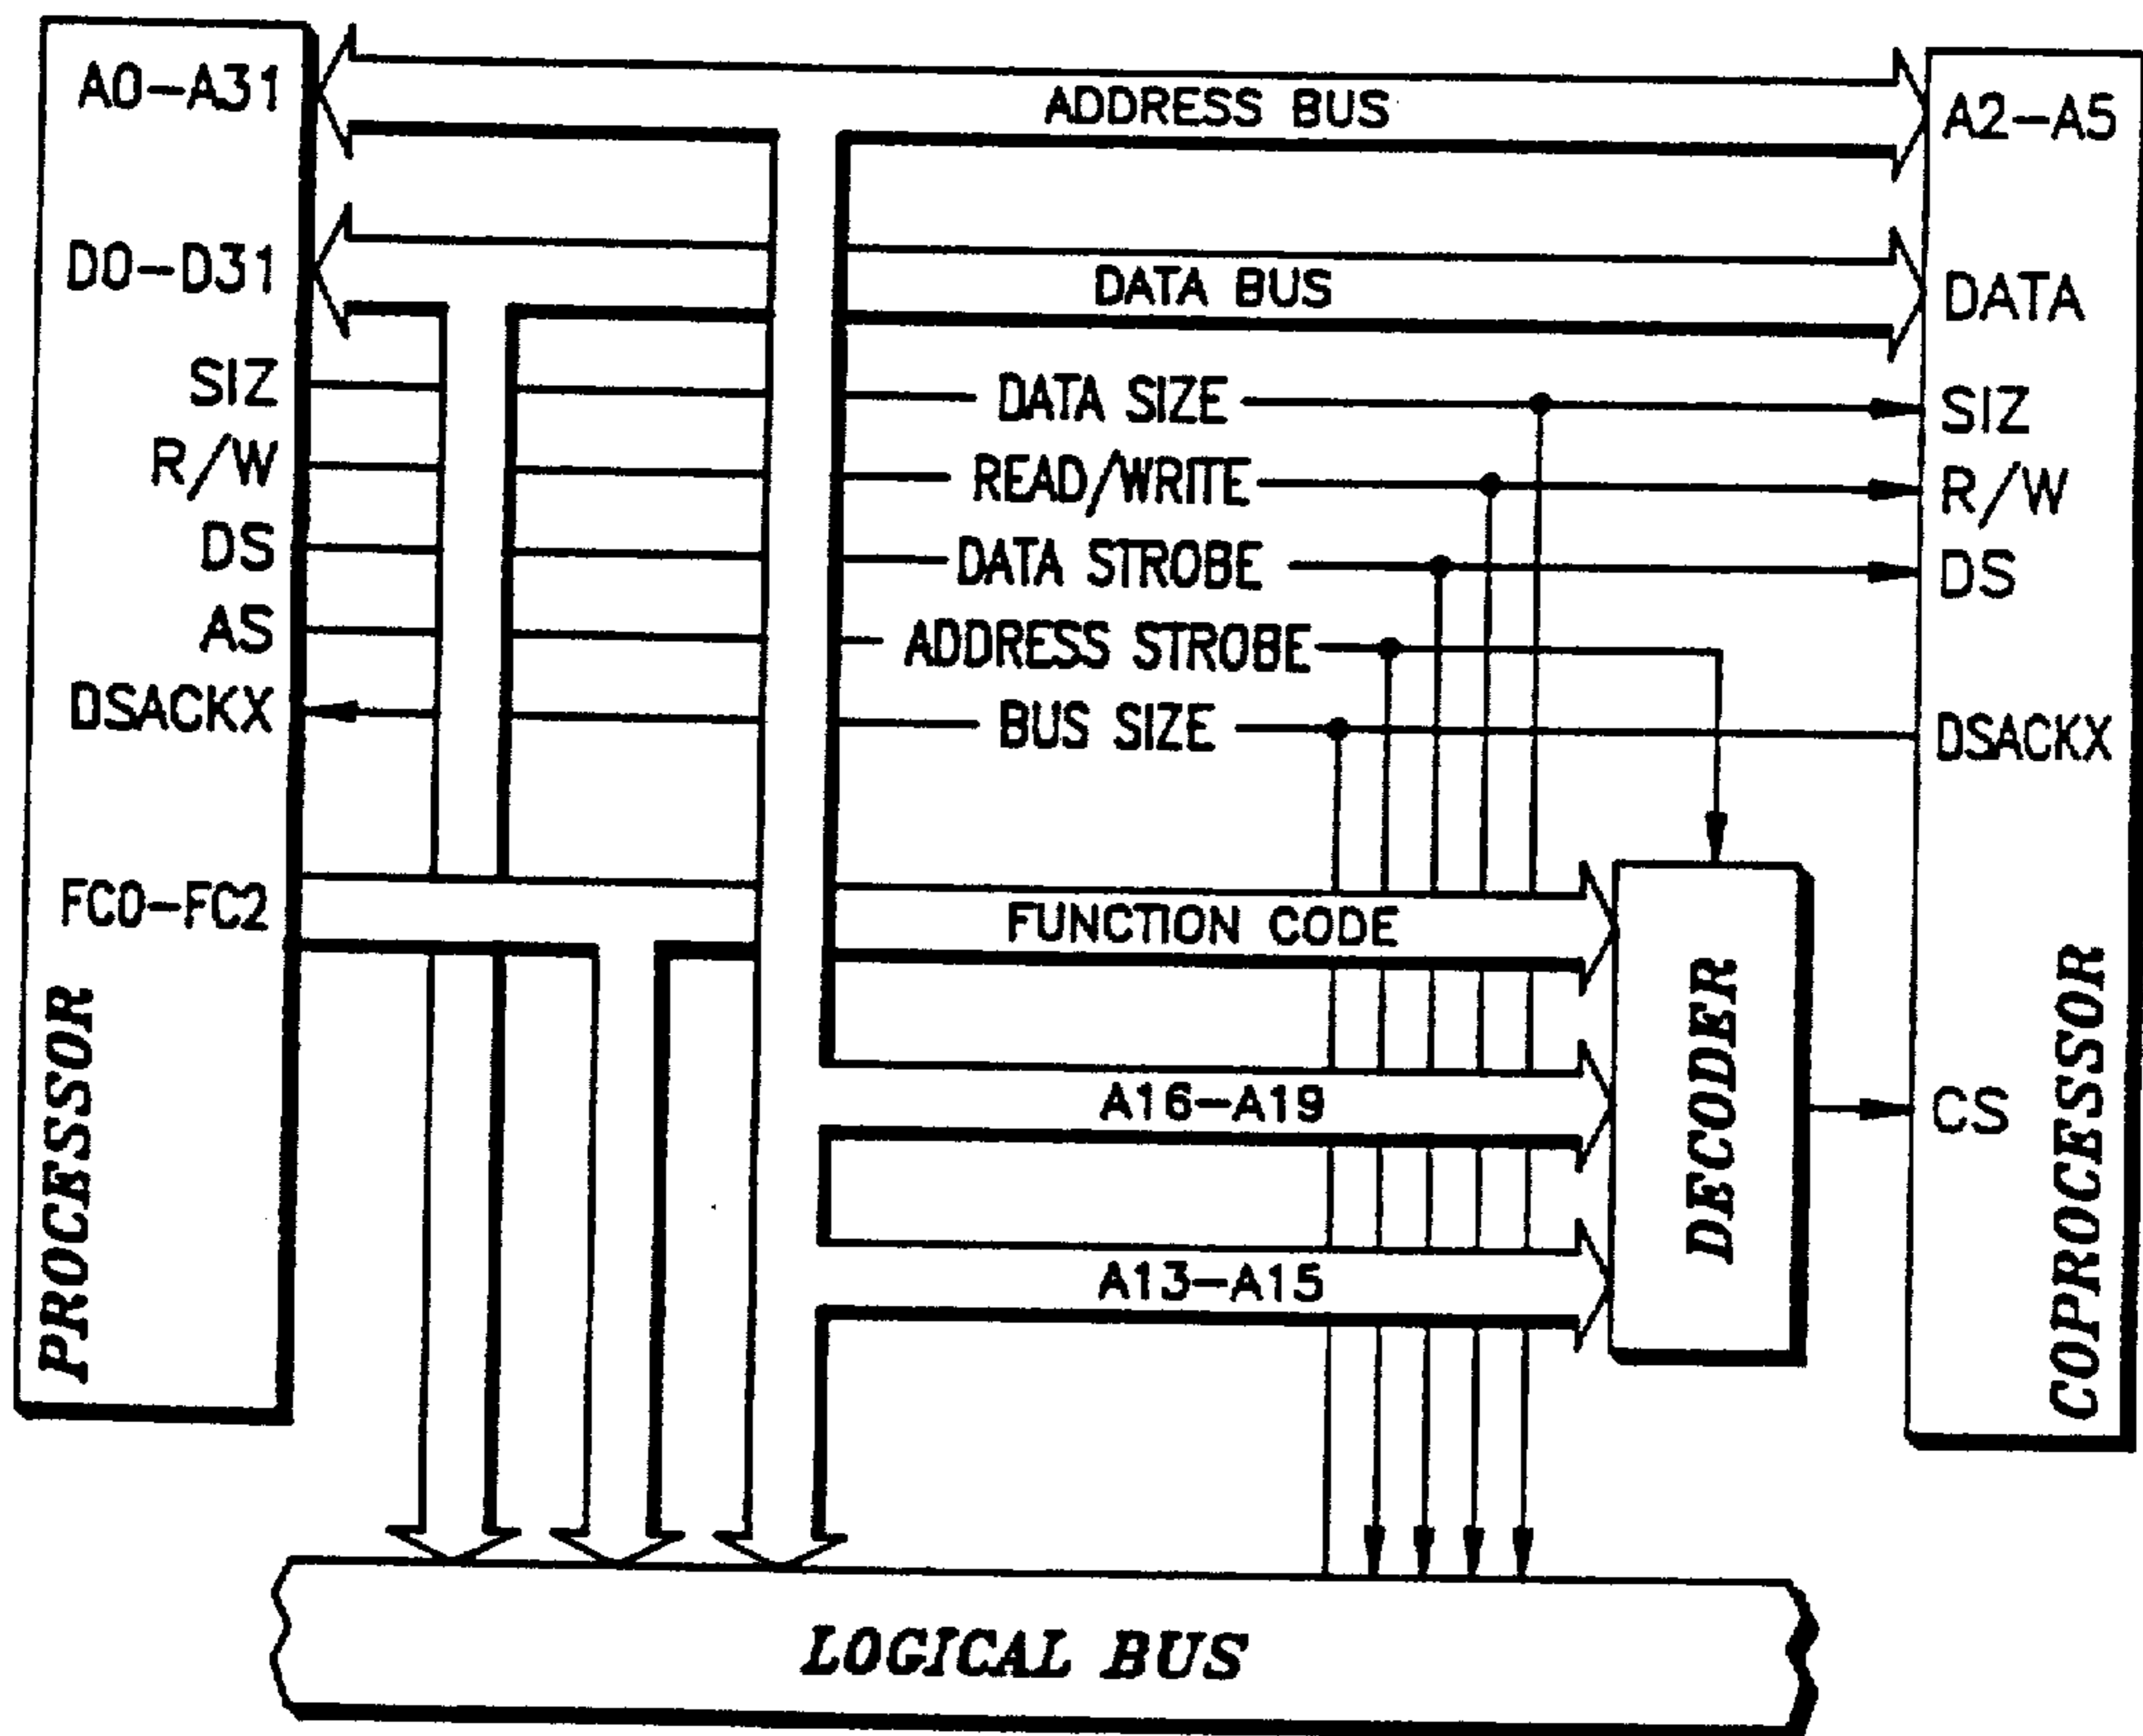 A0-A31
ADDRESS BUS
A2-A5
D0-D31
DATA BUS
DATA
SIZ
DATA SIZE
SIZ
R/W
READ/WRITE
R/W
DS
DATA STROBE
DS
AS
ADDRESS STROBE
DSACKX
BUS SIZE
DSACKX
FC0-FC2
FUNCTION CODE
A16-A19
CS
A13-A15
PROCESSOR
DECODER
COPROCESSOR
LOGICAL BUS